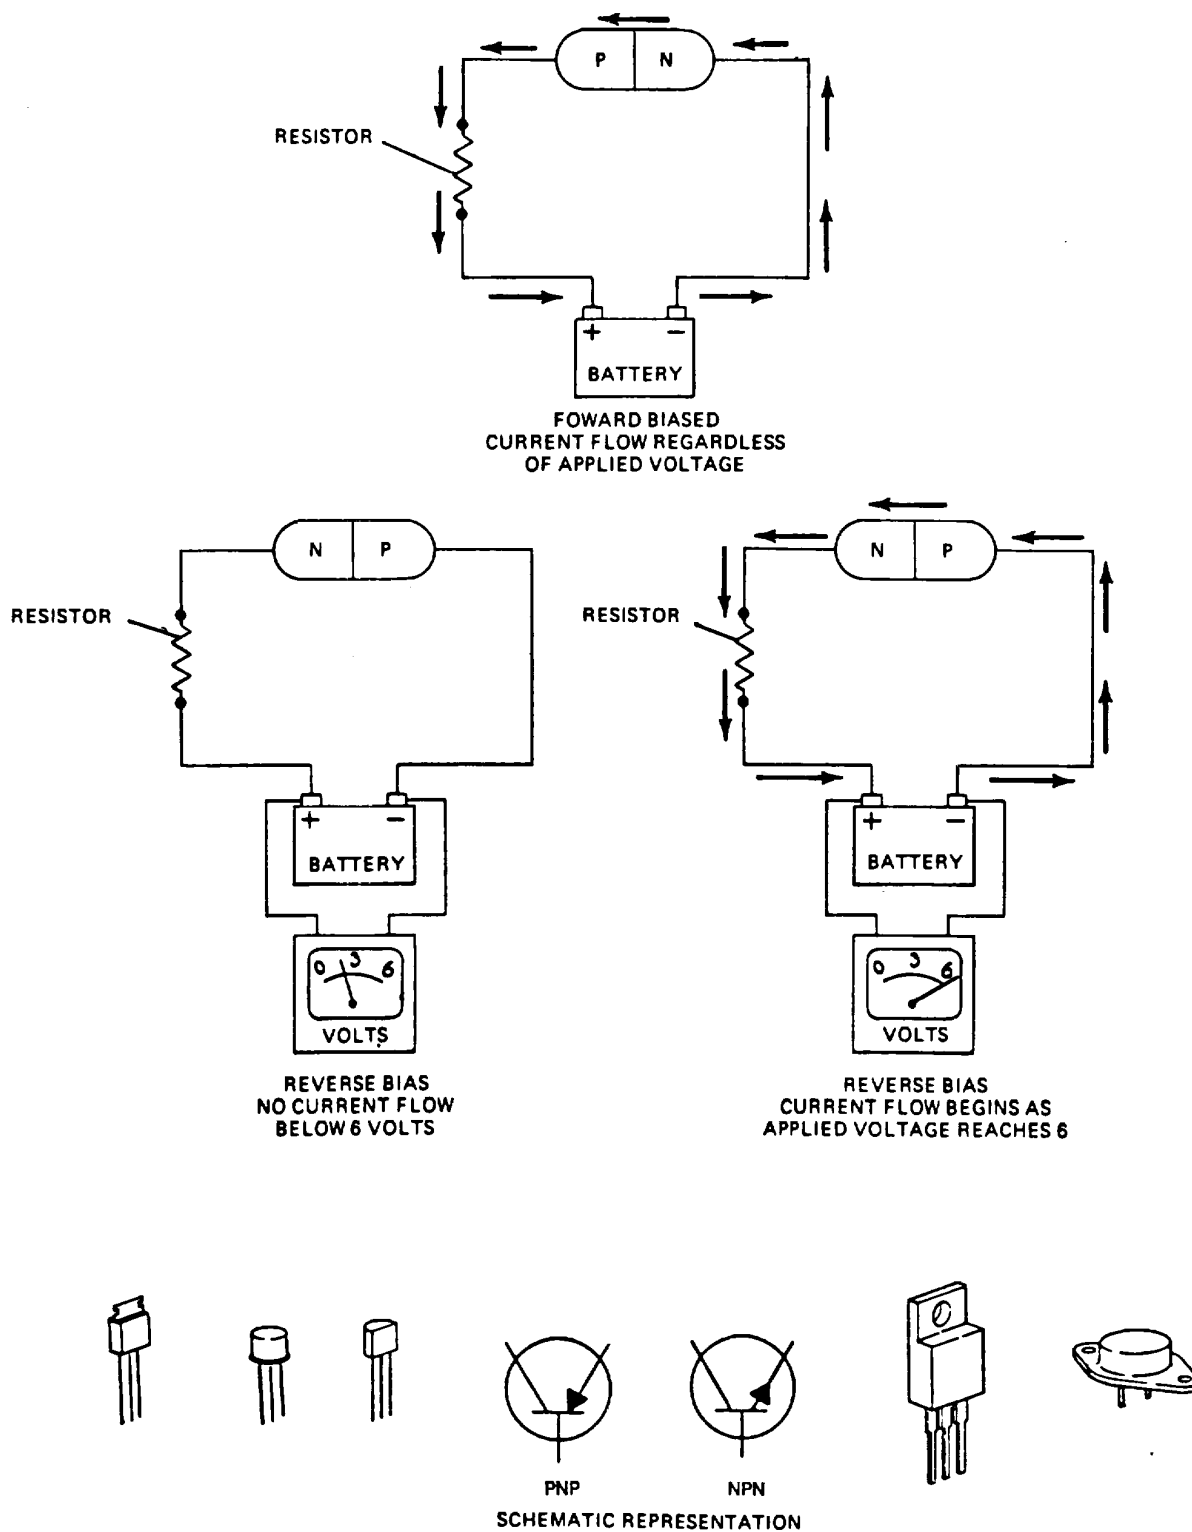 P N
RESISTOR
+ −
BATTERY
FOWARD BIASED
CURRENT FLOW REGARDLESS
OF APPLIED VOLTAGE
N P
RESISTOR
+ −
BATTERY
0 3 6
VOLTS
REVERSE BIAS
NO CURRENT FLOW
BELOW 6 VOLTS
N P
RESISTOR
+ −
BATTERY
0 3 6
VOLTS
REVERSE BIAS
CURRENT FLOW BEGINS AS
APPLIED VOLTAGE REACHES 6
PNP NPN
SCHEMATIC REPRESENTATION